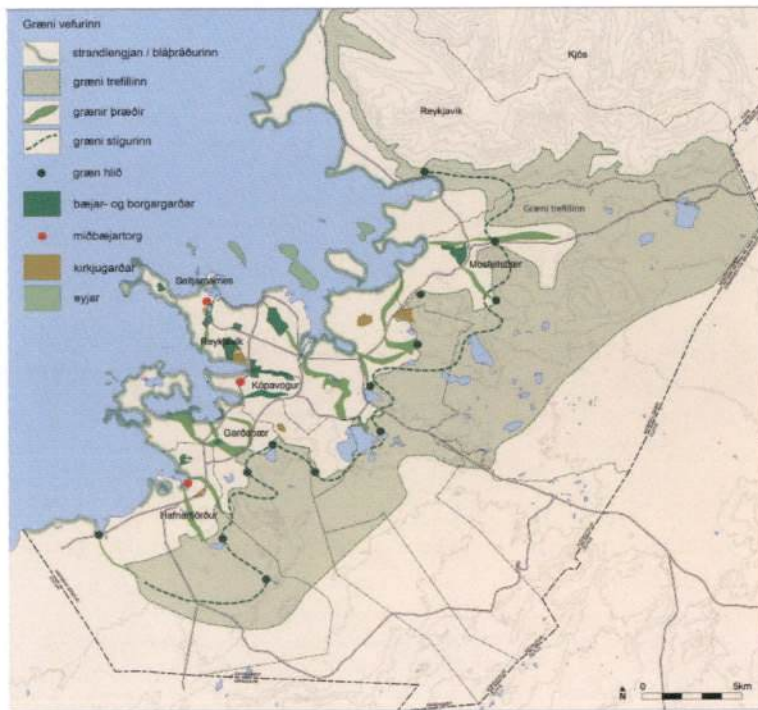 Græni vefurinn
strandlengjan / bláþráðurinn
græni trefillinn
grænir þræðir
græni stígurinn
græn hlið
bæjar- og borgargarðar
miðbæjartorg
kirkjugarðar
eyjar
Kjós
Reykjavík
Græni trefillinn
Mosfellsbær
Seltjarnarnes
Reykjavík
Kópavogur
Garðabær
Hafnarfjörður
N
0
5km